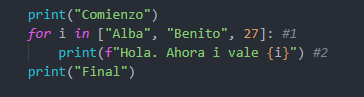 print("Comienzo")
for i in ["Alba", "Benito", 27]: #1
    print(f"Hola. Ahora i vale {i}") #2
print("Final")